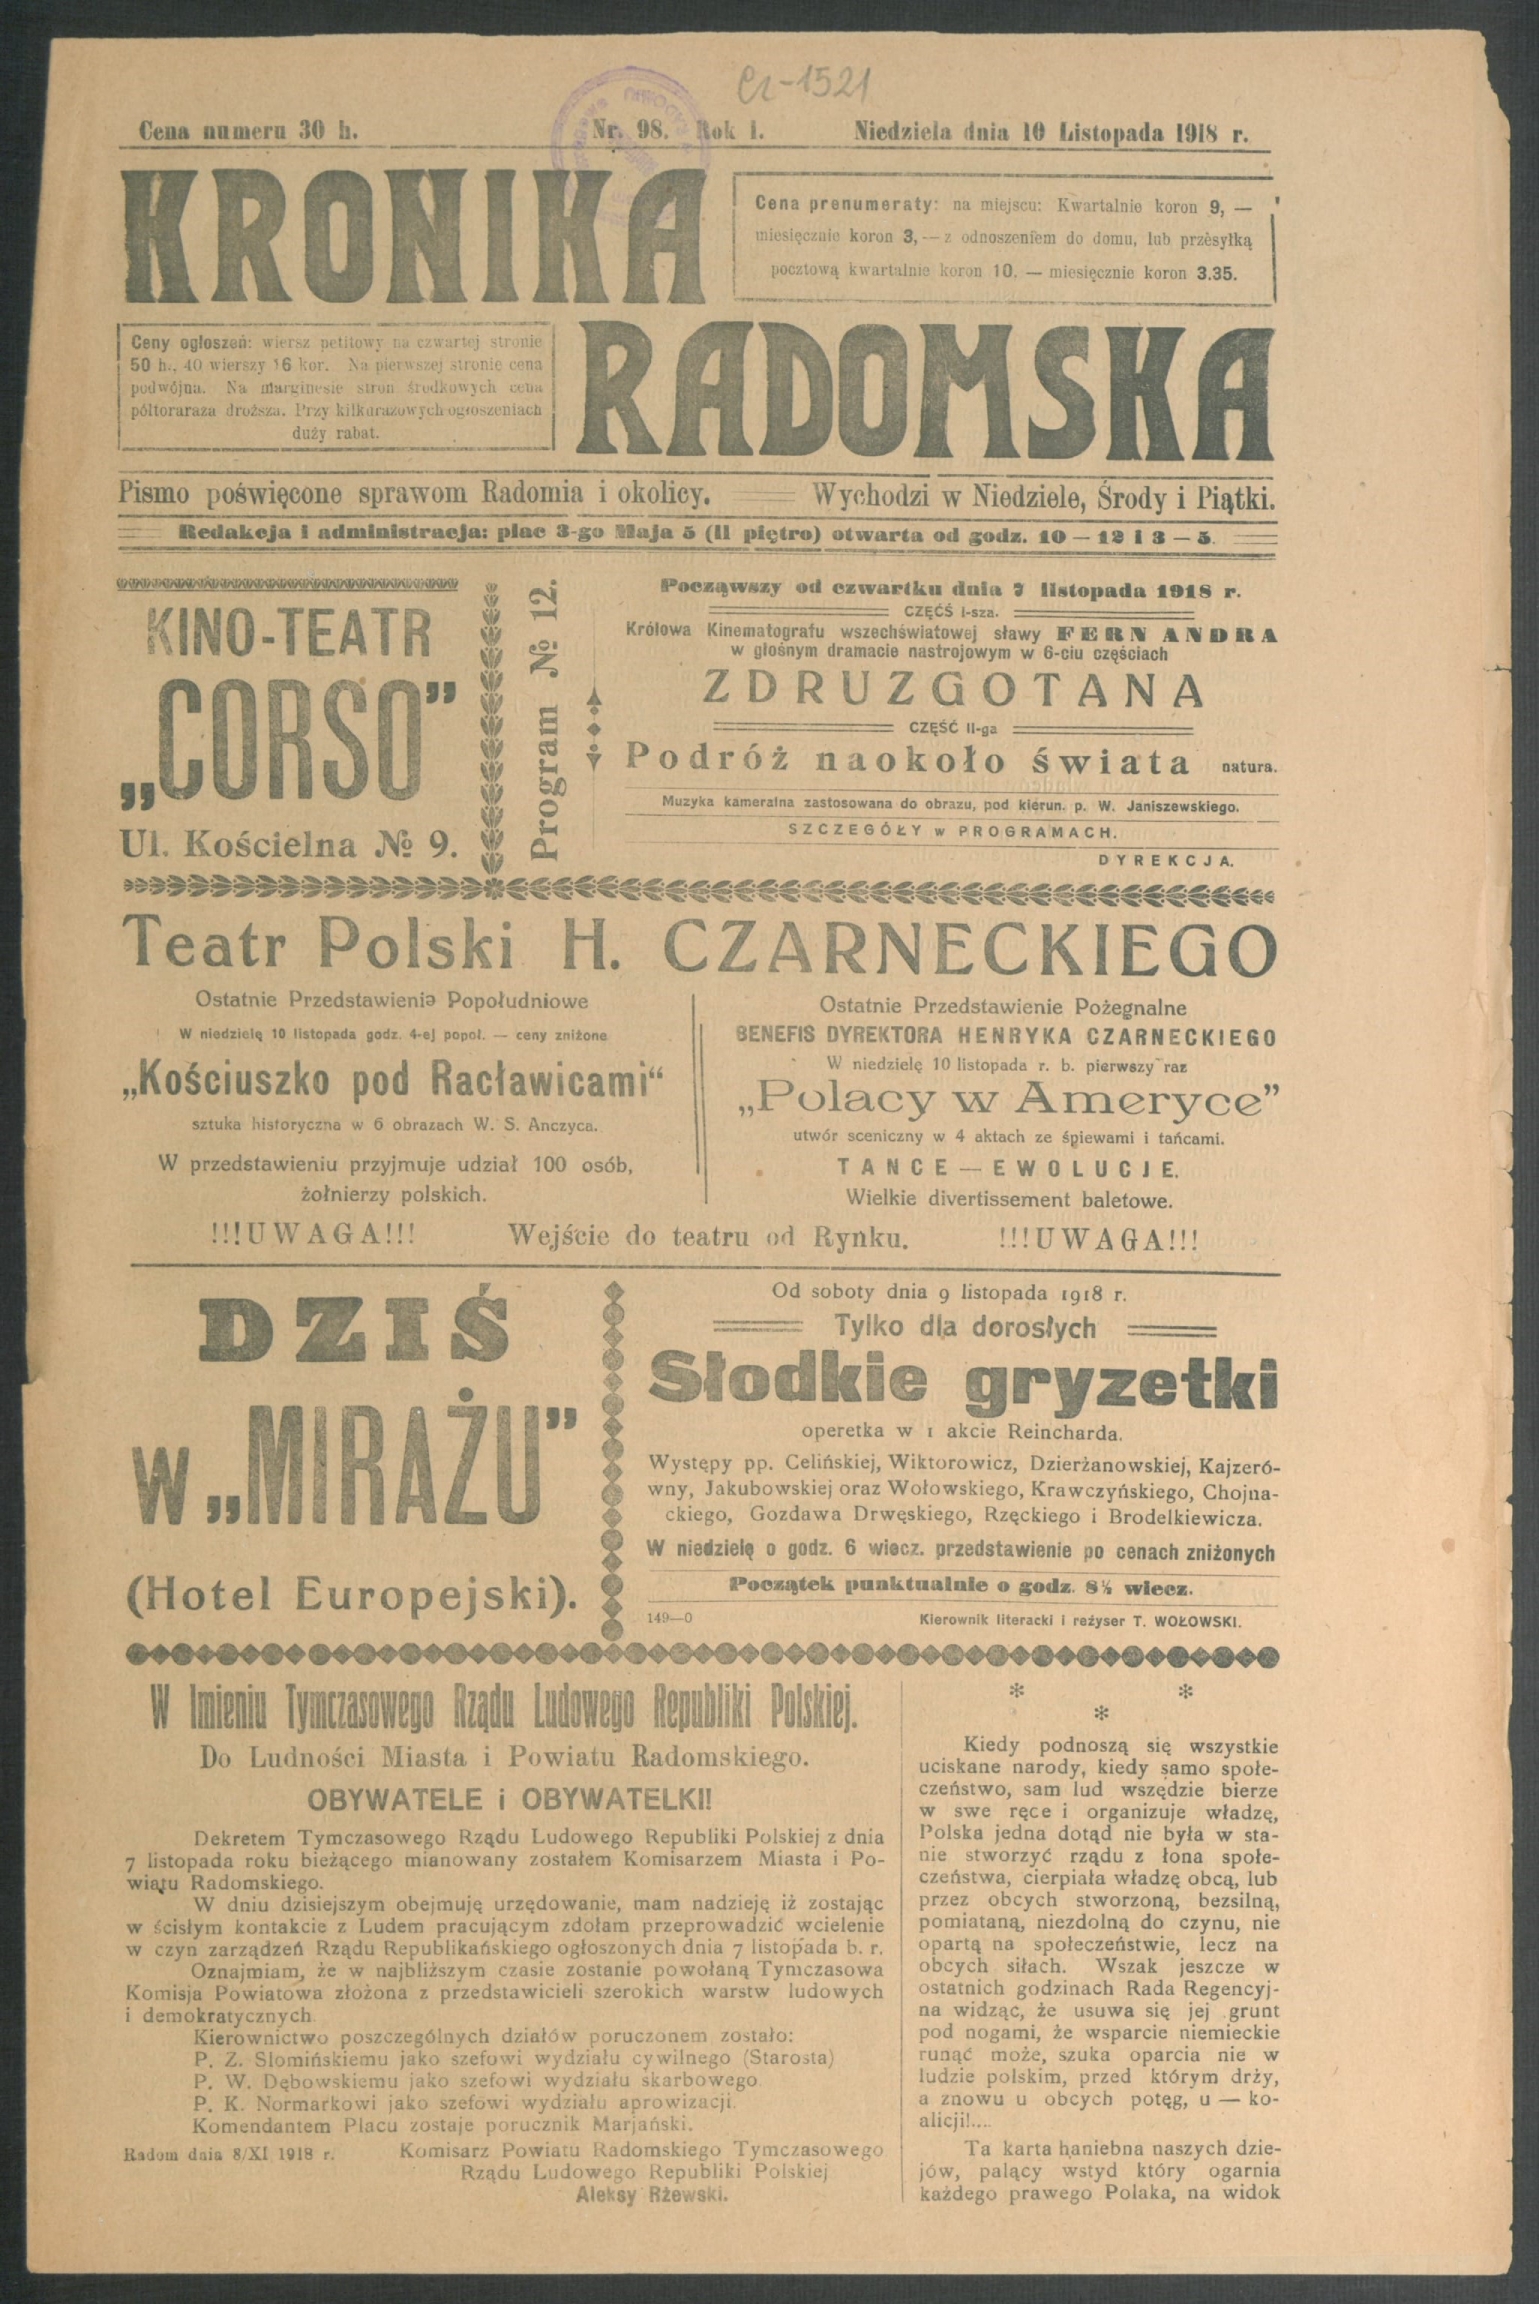 Cz-1521
Cena numeru 30 h.
Nr. 98. Rok I.
Niedziela dnia 10 Listopada 1918 r.
KRONIKA
Cena prenumeraty: na miejscu: Kwartalnie koron 9, —
miesięcznie koron 3, — z odnoszeniem do domu, lub przèsyłką
pocztową kwartalnie koron 10. — miesięcznie koron 3.35.
Ceny ogłoszeń: wiersz petitowy na czwartej stronie
50 h., 40 wierszy 16 kor. Na pierwszej stronie cena
podwójna. Na marginesie stron środkowych cena
półtoraraza droższa. Przy kilkurazowych ogłoszeniach
duży rabat.
RADOMSKA
Pismo poświęcone sprawom Radomia i okolicy.
Wychodzi w Niedziele, Środy i Piątki.
Redakcja i administracja: plac 3-go Maja 5 (II piętro) otwarta od godz. 10 — 12 i 3 — 5.
KINO-TEATR
„CORSO”
Ul. Kościelna № 9.
Program № 12.
Począwszy od czwartku dnia 7 listopada 1918 r.
CZĘŚŚ I-sza.
Królowa Kinematografu wszechświatowej sławy FERN ANDRA
w głośnym dramacie nastrojowym w 6-ciu częściach
ZDRUZGOTANA
CZĘŚĆ II-ga
Podróż naokoło świata natura.
Muzyka kameralna zastosowana do obrazu, pod kierun. p. W. Janiszewskiego.
SZCZEGÓŁY w PROGRAMACH.
DYREKCJA.
Teatr Polski H. CZARNECKIEGO
Ostatnie Przedstawienie Popołudniowe
W niedzielę 10 listopada godz. 4-ej popoł. — ceny zniżone
„Kościuszko pod Racławicami“
sztuka historyczna w 6 obrazach W. S. Anczyca.
W przedstawieniu przyjmuje udział 100 osób,
żołnierzy polskich.
Ostatnie Przedstawienie Pożegnalne
BENEFIS DYREKTORA HENRYKA CZARNECKIEGO
W niedzielę 10 listopada r. b. pierwszy raz
„Polacy w Ameryce”
utwór sceniczny w 4 aktach ze śpiewami i tańcami.
TANCE — EWOLUCJE.
Wielkie divertissement baletowe.
!!!UWAGA!!! Wejście do teatru od Rynku. !!!UWAGA!!!
DZIŚ
w „MIRAŻU”
(Hotel Europejski).
Od soboty dnia 9 listopada 1918 r.
Tylko dla dorosłych
Słodkie gryzetki
operetka w 1 akcie Reincharda.
Występy pp. Celińskiej, Wiktorowicz, Dzierżanowskiej, Kajzeró-
wny, Jakubowskiej oraz Wołowskiego, Krawczyńskiego, Chojna-
ckiego, Gozdawa Drwęskiego, Rzęckiego i Brodelkiewicza.
W niedzielę o godz. 6 wiecz. przedstawienie po cenach zniżonych
Początek punktualnie o godz. 8½ wiecz.
149—0
Kierownik literacki i reżyser T. WOŁOWSKI.
W Imieniu Tymczasowego Rządu Ludowego Republiki Polskiej.
Do Ludności Miasta i Powiatu Radomskiego.
OBYWATELE i OBYWATELKI!
Dekretem Tymczasowego Rządu Ludowego Republiki Polskiej z dnia
7 listopada roku bieżącego mianowany zostałem Komisarzem Miasta i Po-
wiatu Radomskiego.
W dniu dzisiejszym obejmuję urzędowanie, mam nadzieję iż zostając
w ścisłym kontakcie z Ludem pracującym zdołam przeprowadzić wcielenie
w czyn zarządzeń Rządu Republikańskiego ogłoszonych dnia 7 listopada b. r.
Oznajmiam, że w najbliższym czasie zostanie powołaną Tymczasowa
Komisja Powiatowa złożona z przedstawicieli szerokich warstw ludowych
i demokratycznych.
Kierownictwo poszczególnych działów poruczonem zostało:
P. Z. Słomińskiemu jako szefowi wydziału cywilnego (Starosta)
P. W. Dębowskiemu jako szefowi wydziału skarbowego.
P. K. Normarkowi jako szefowi wydziału aprowizacji.
Komendantem Placu zostaje porucznik Marjański.
Radom dnia 8/XI 1918 r.
Komisarz Powiatu Radomskiego Tymczasowego
Rządu Ludowego Republiki Polskiej
Aleksy Rżewski.
* *
*
Kiedy podnoszą się wszystkie
uciskane narody, kiedy samo społe-
czeństwo, sam lud wszędzie bierze
w swe ręce i organizuje władzę,
Polska jedna dotąd nie była w sta-
nie stworzyć rządu z łona społe-
czeństwa, cierpiała władzę obcą, lub
przez obcych stworzoną, bezsilną,
pomiataną, niezdolną do czynu, nie
opartą na społeczeństwie, lecz na
obcych siłach. Wszak jeszcze w
ostatnich godzinach Rada Regencyj-
na widząc, że usuwa się jej grunt
pod nogami, że wsparcie niemieckie
runąć może, szuka oparcia nie w
ludzie polskim, przed którym drży,
a znowu u obcych potęg, u — ko-
alicji!....
Ta karta haniebna naszych dzie-
jów, palący wstyd który ogarnia
każdego prawego Polaka, na widok